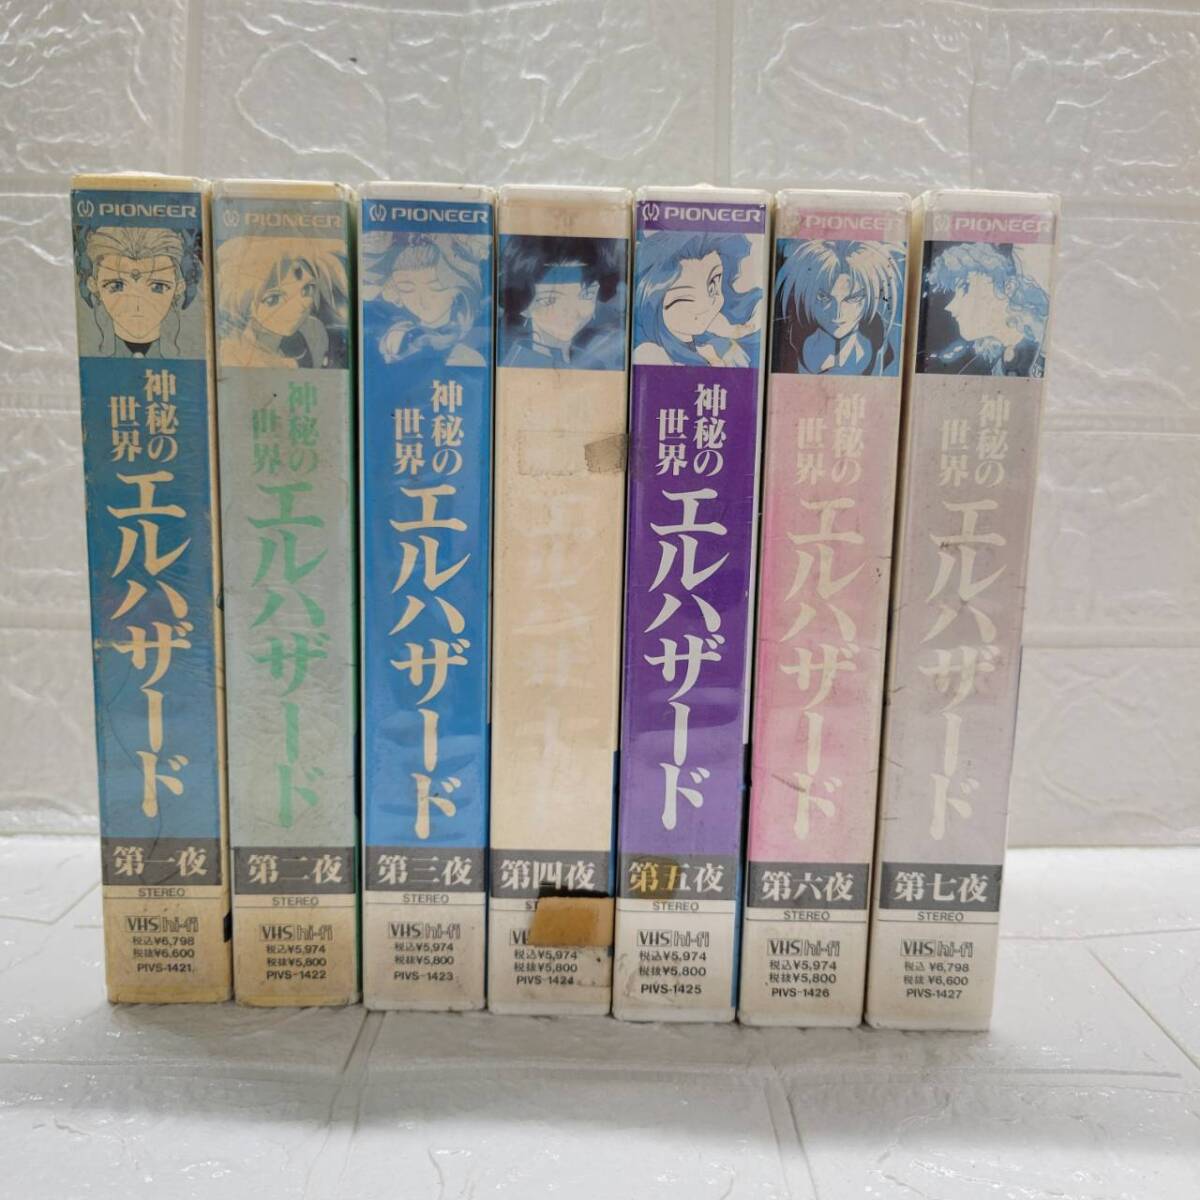 PIONEER
神秘の
世界
エルハザード
第一夜
STEREO
VHS hi-fi
税込¥6,798
税抜¥6,600
PIVS-1421
PIONEER
神秘の
世界
エルハザード
第二夜
STEREO
VHS hi-fi
税込¥5,974
税抜¥5,800
PIVS-1422
PIONEER
神秘の
世界
エルハザード
第三夜
STEREO
VHS hi-fi
税込¥5,974
税抜¥5,800
PIVS-1423
エルハザード
第四夜
税込¥5,974
税抜¥5,800
PIVS-1424
PIONEER
神秘の
世界
エルハザード
第五夜
STEREO
VHS hi-fi
税込¥5,974
税抜¥5,800
PIVS-1425
PIONEER
神秘の
世界
エルハザード
第六夜
STEREO
VHS hi-fi
税込¥5,974
税抜¥5,800
PIVS-1426
PIONEER
神秘の
世界
エルハザード
第七夜
STEREO
VHS hi-fi
税込 ¥6,798
税抜 ¥6,600
PIVS-1427